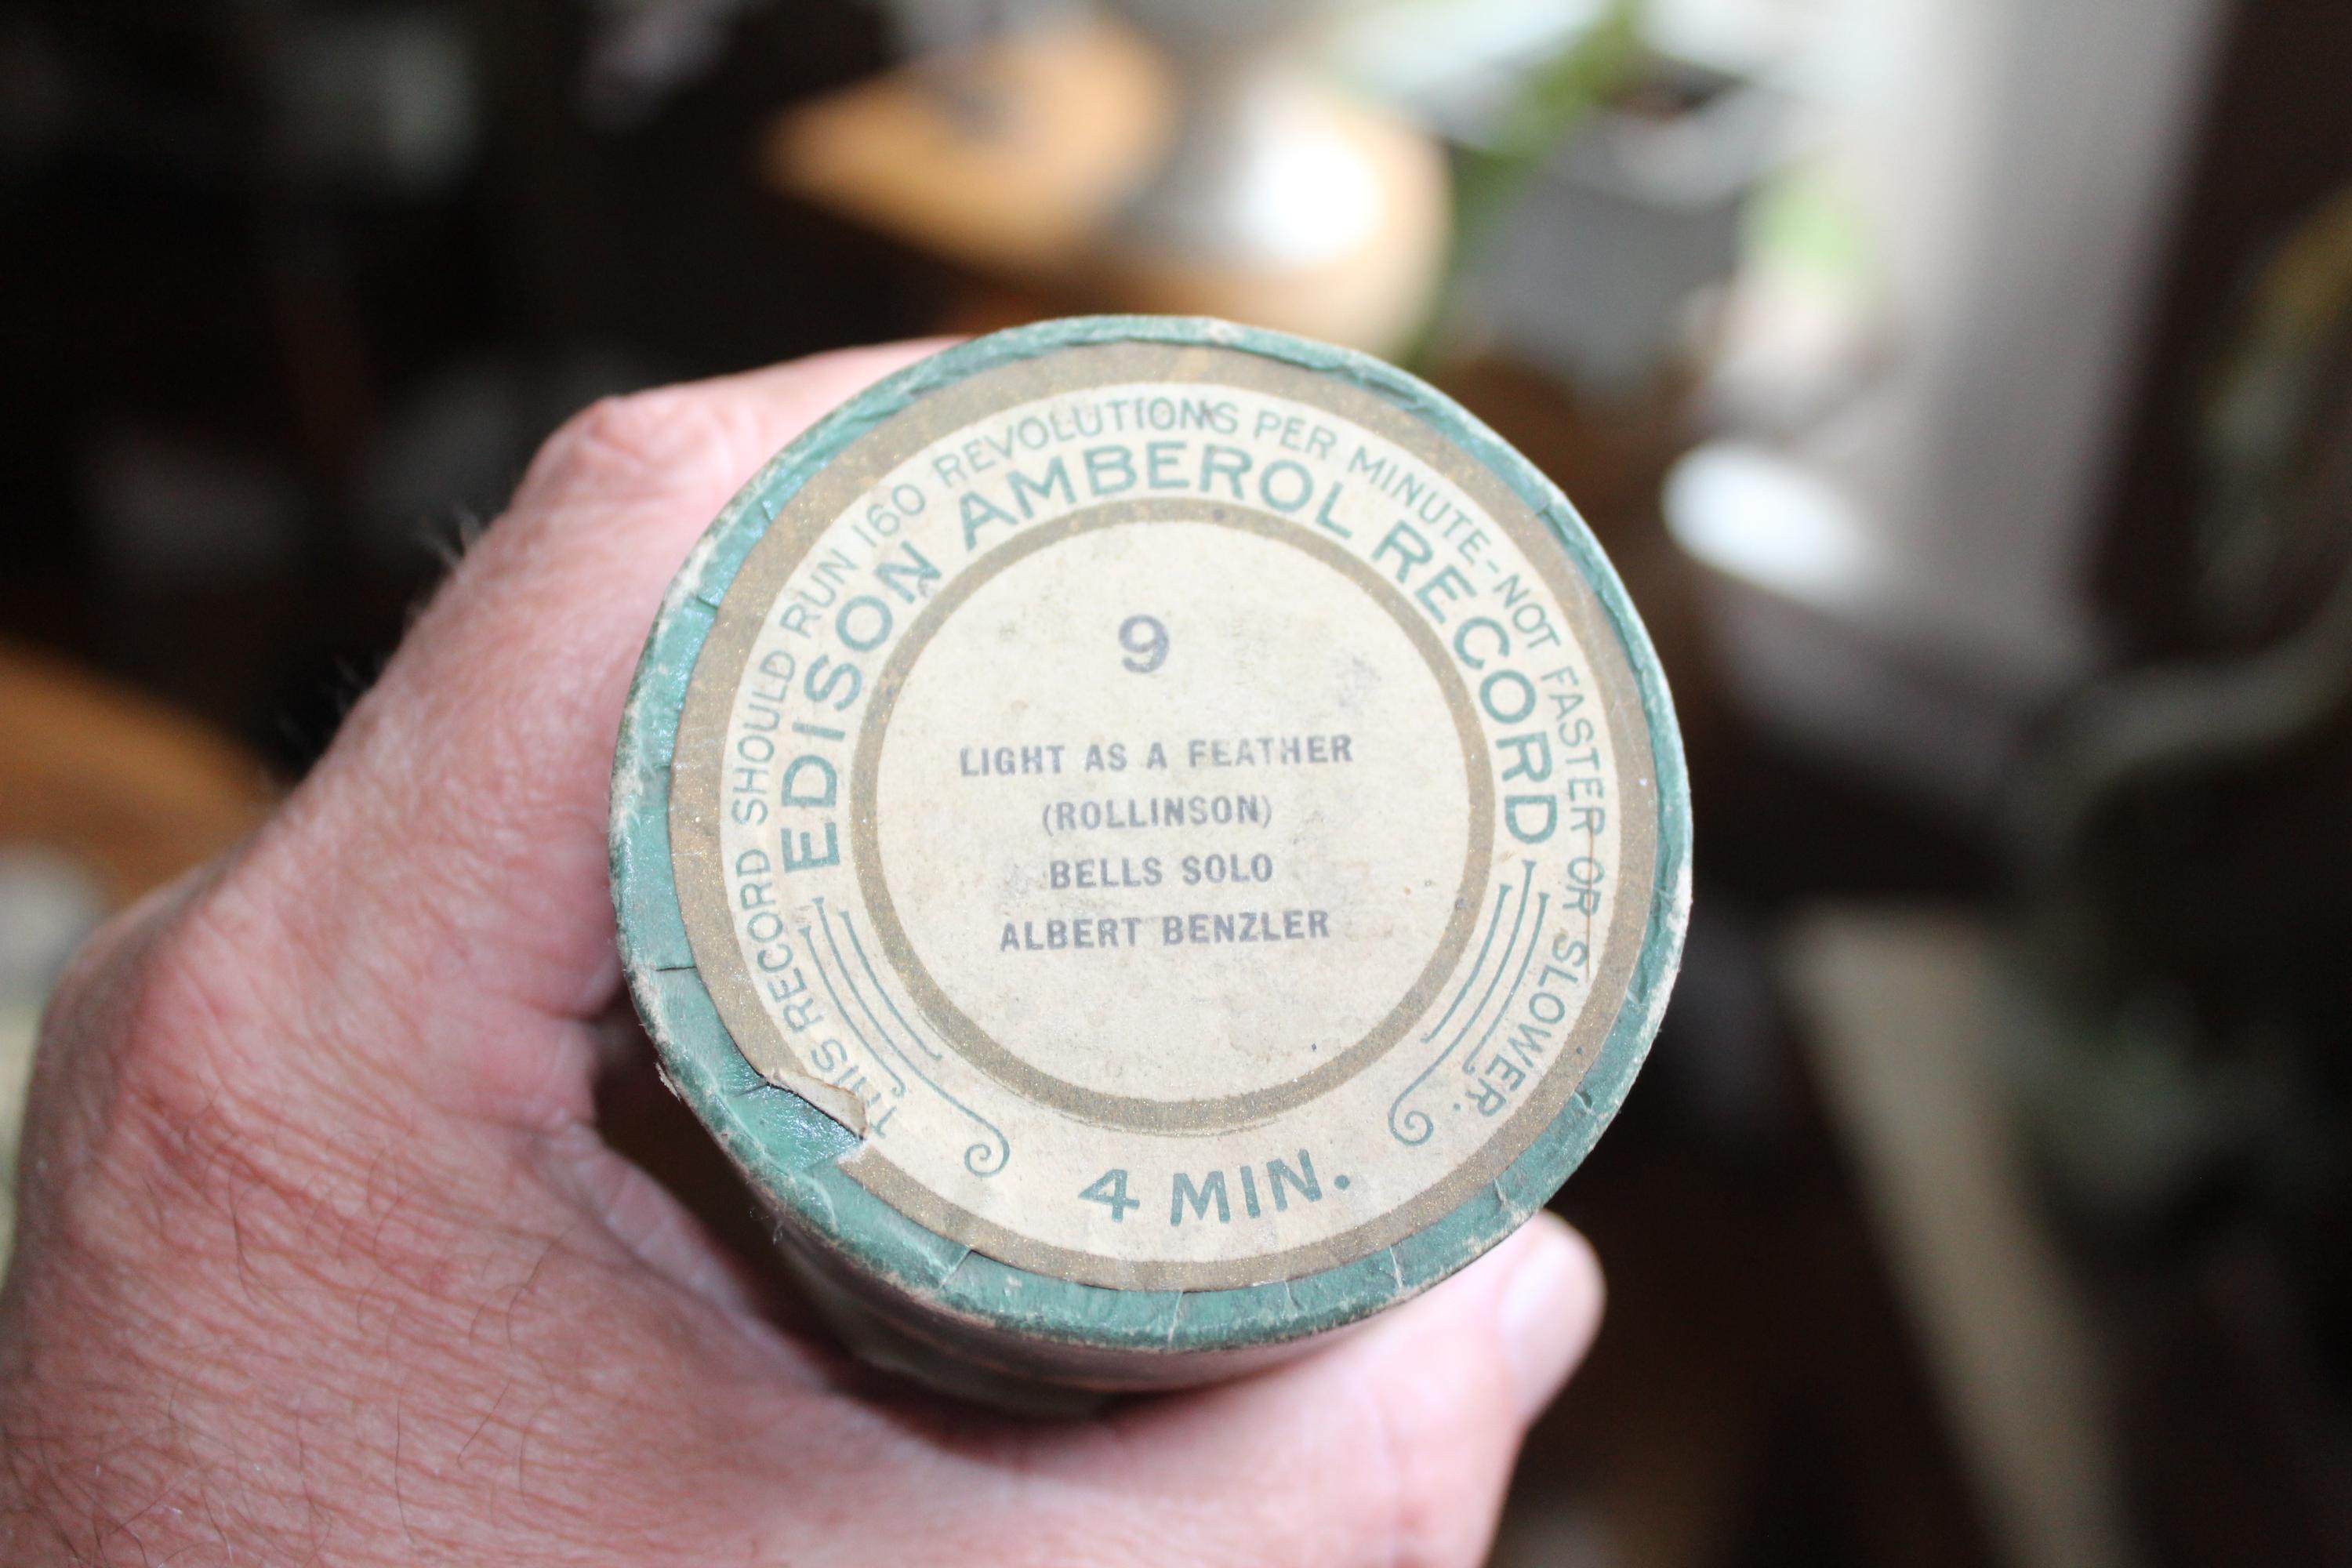 THIS RECORD SHOULD RUN 160 REVOLUTIONS PER MINUTE-NOT FASTER OR SLOWER.
EDISON AMBEROL RECORD
9
LIGHT AS A FEATHER
(ROLLINSON)
BELLS SOLO
ALBERT BENZLER
4 MIN.